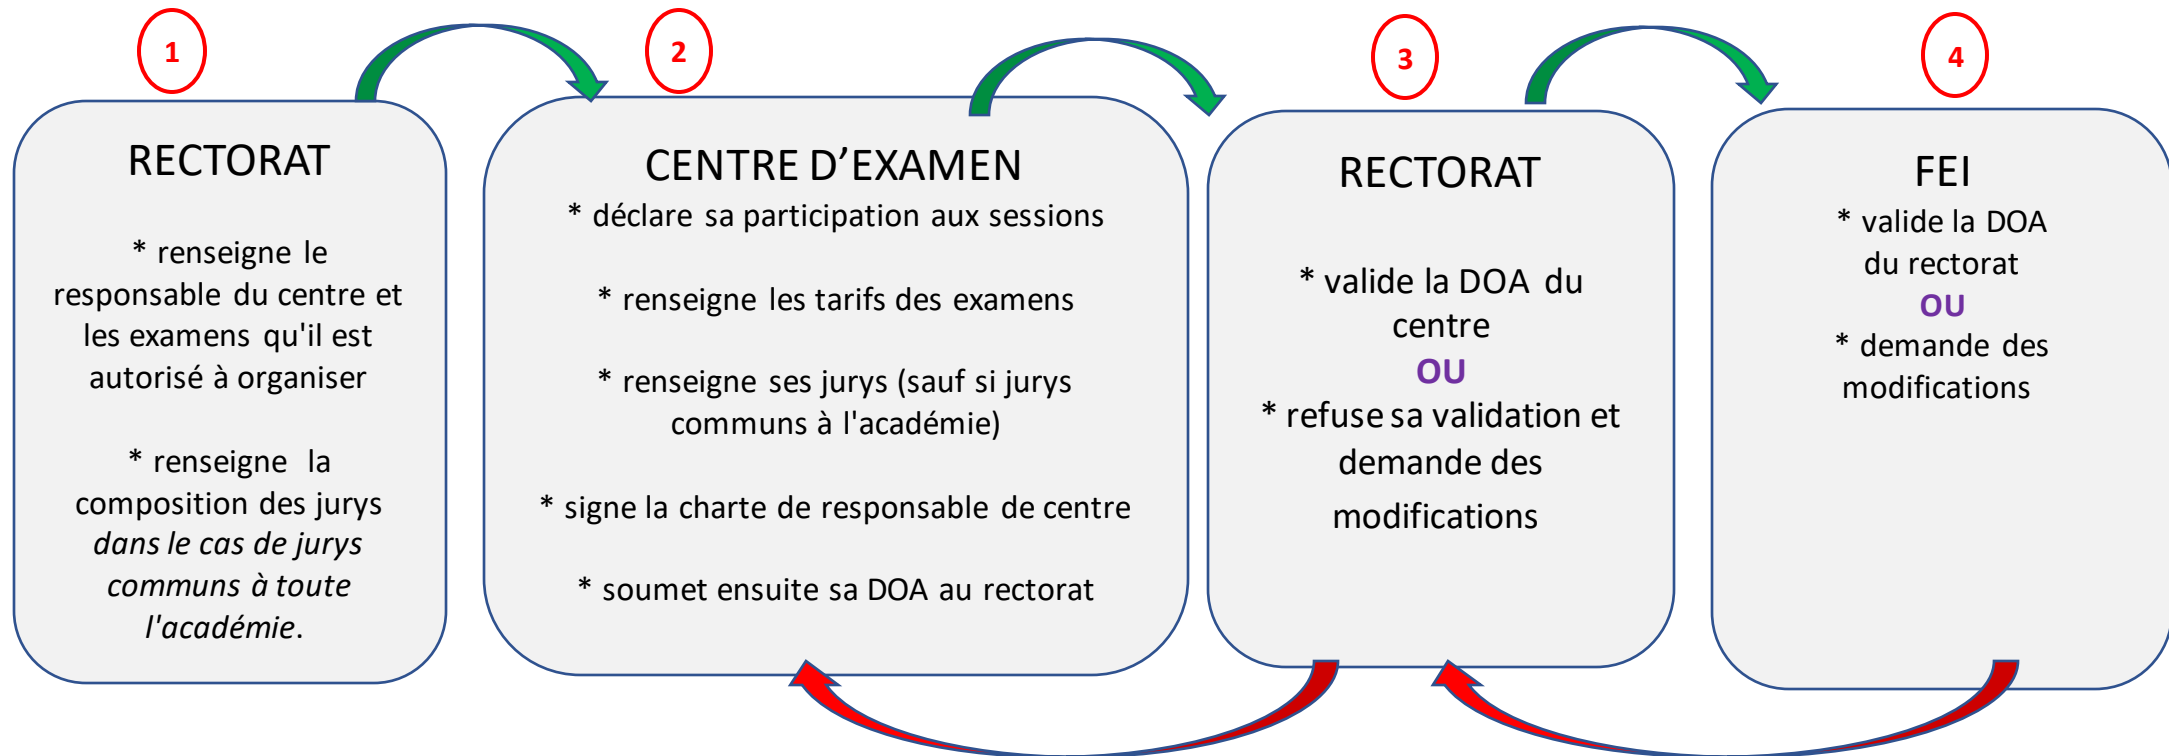 1
RECTORAT
* renseigne le
responsable du centre et
les examens qu'il est
autorisé à organiser
* renseigne la
composition des jurys
dans le cas de jurys
communs à toute
l'académie.
2
CENTRE D’EXAMEN
* déclare sa participation aux sessions
* renseigne les tarifs des examens
* renseigne ses jurys (sauf si jurys
communs à l'académie)
* signe la charte de responsable de centre
* soumet ensuite sa DOA au rectorat
3
RECTORAT
* valide la DOA du
centre
OU
* refuse sa validation et
demande des
modifications
4
FEI
* valide la DOA
du rectorat
OU
* demande des
modifications